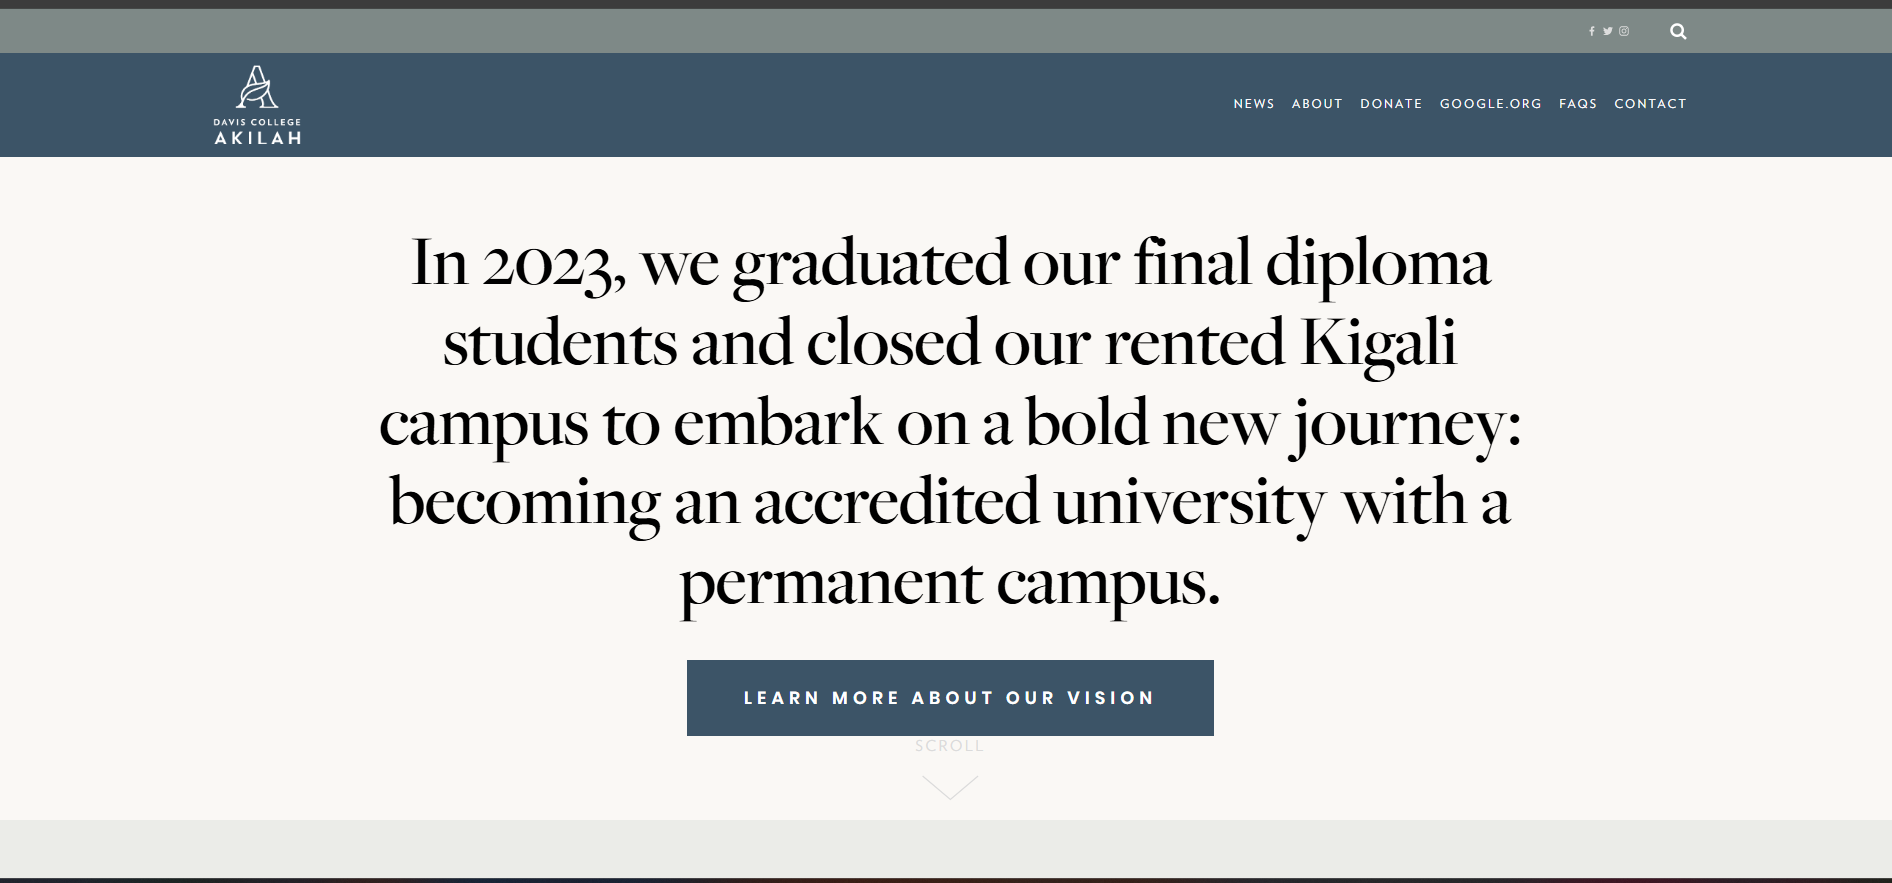 DAVIS COLLEGE
AKILAH
NEWS ABOUT DONATE GOOGLE.ORG FAQS CONTACT
In 2023, we graduated our final diploma
students and closed our rented Kigali
campus to embark on a bold new journey:
becoming an accredited university with a
permanent campus.
LEARN MORE ABOUT OUR VISION
SCROLL